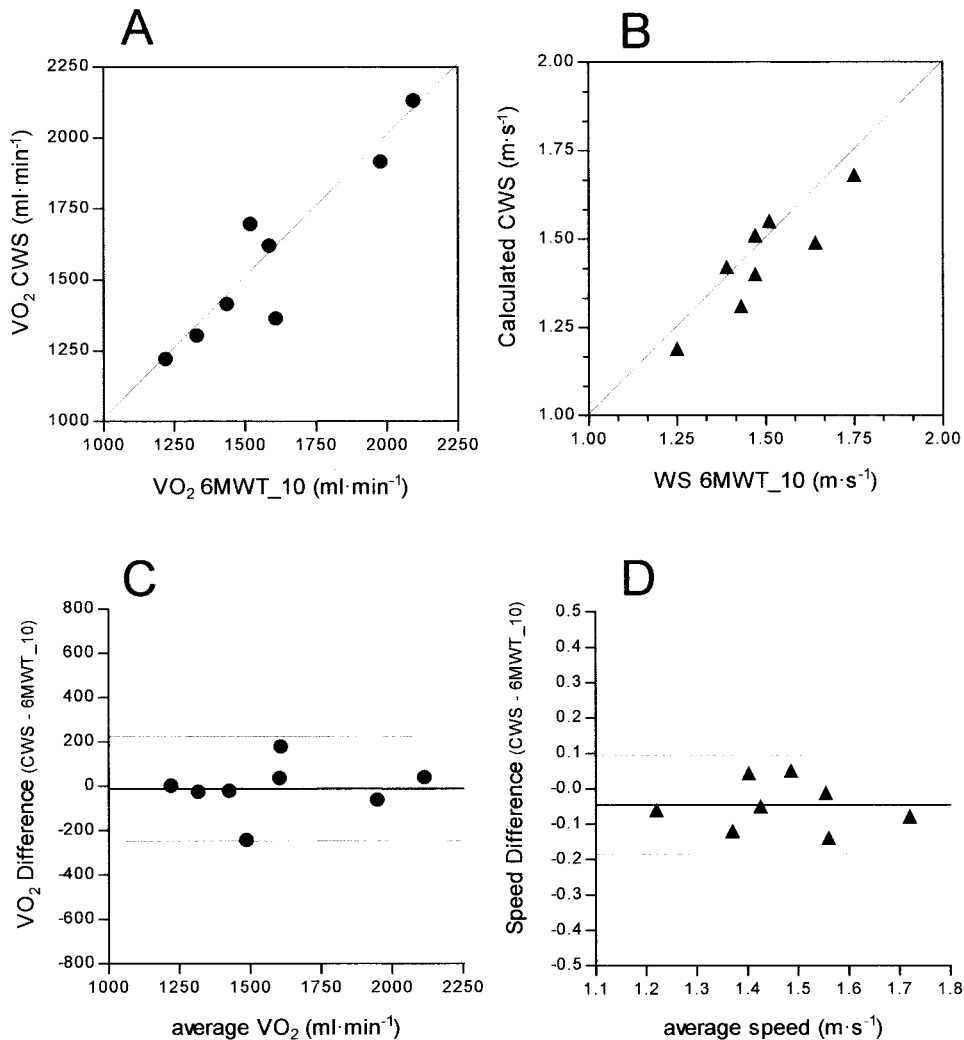 A
2250
2000
1750
1500
1250
1000
1000 1250 1500 1750 2000 2250
VO₂ CWS (ml·min⁻¹)
VO₂ 6MWT_10 (ml·min⁻¹)
B
2.00
1.75
1.50
1.25
1.00
1.00 1.25 1.50 1.75 2.00
Calculated CWS (m·s⁻¹)
WS 6MWT_10 (m·s⁻¹)
C
800
600
400
200
0
-200
-400
-600
-800
1000 1250 1500 1750 2000 2250
VO₂ Difference (CWS - 6MWT_10)
average VO₂ (ml·min⁻¹)
D
0.5
0.4
0.3
0.2
0.1
-0.0
-0.1
-0.2
-0.3
-0.4
-0.5
1.1 1.2 1.3 1.4 1.5 1.6 1.7 1.8
Speed Difference (CWS - 6MWT_10)
average speed (m·s⁻¹)